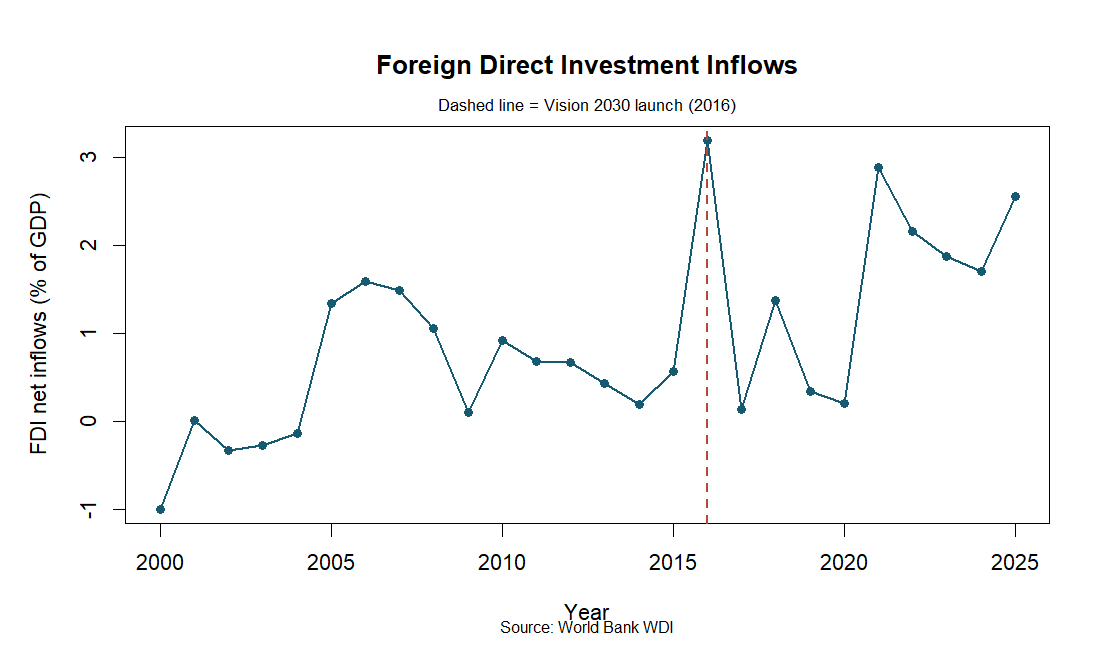 Foreign Direct Investment Inflows
Dashed line = Vision 2030 launch (2016)
FDI net inflows (% of GDP)
3
2
1
0
-1
2000 2005 2010 2015 2020 2025
Year
Source: World Bank WDI